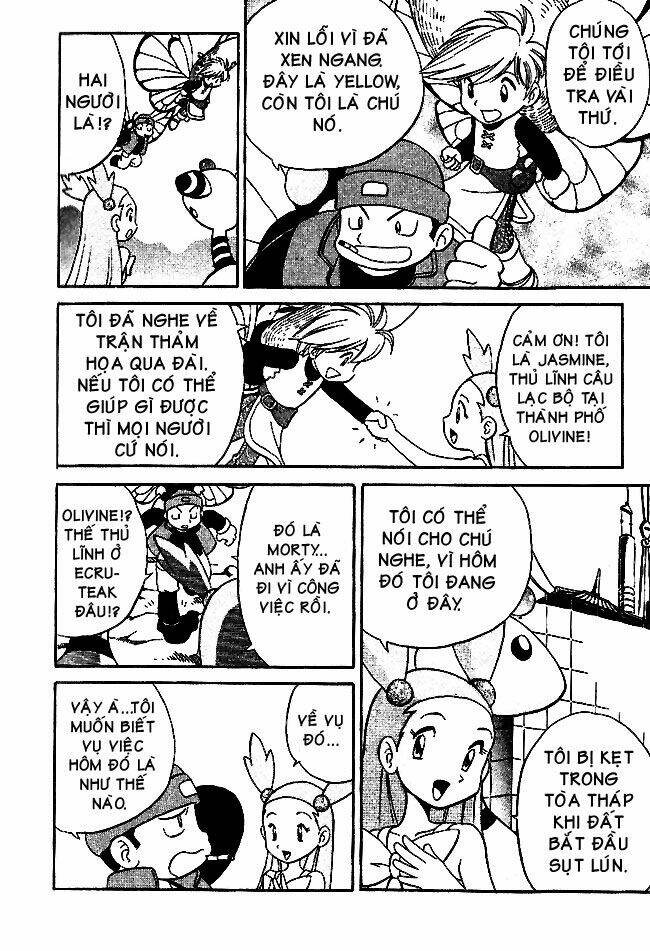 HAI
NGƯỜI
LÀ!?
XIN LỖI VÌ ĐÃ
XEN NGANG.
ĐÂY LÀ YELLOW,
CÒN TÔI LÀ CHÚ
NÓ.
CHÚNG
TÔI TỚI
ĐỂ ĐIỀU
TRA VÀI
THỨ.
TÔI ĐÃ NGHE VỀ
TRẬN THẢM
HỌA QUA ĐÀI.
NẾU TÔI CÓ THỂ
GIÚP GÌ ĐƯỢC
THÌ MỌI NGƯỜI
CỨ NÓI.
CẢM ƠN! TÔI
LÀ JASMINE,
THỦ LĨNH CÂU
LẠC BỘ TẠI
THÀNH PHỐ
OLIVINE!
OLIVINE!?
THẾ THỦ
LĨNH Ở
ECRU-
TEAK
ĐÂU!?
ĐÓ LÀ
MORTY...
ANH ẤY ĐÃ
ĐI VÌ CÔNG
VIỆC RỒI.
VẬY À...TÔI
MUỐN BIẾT
VỤ VIỆC
HÔM ĐÓ LÀ
NHƯ THẾ
NÀO.
VỀ VỤ
ĐÓ...
TÔI CÓ THỂ
NÓI CHO CHÚ
NGHE, VÌ HÔM
ĐÓ TÔI ĐANG
Ở ĐÂY.
TÔI BỊ KẸT
TRONG
TÒA THÁP
KHI ĐẤT
BẮT ĐẦU
SỤT LÚN.